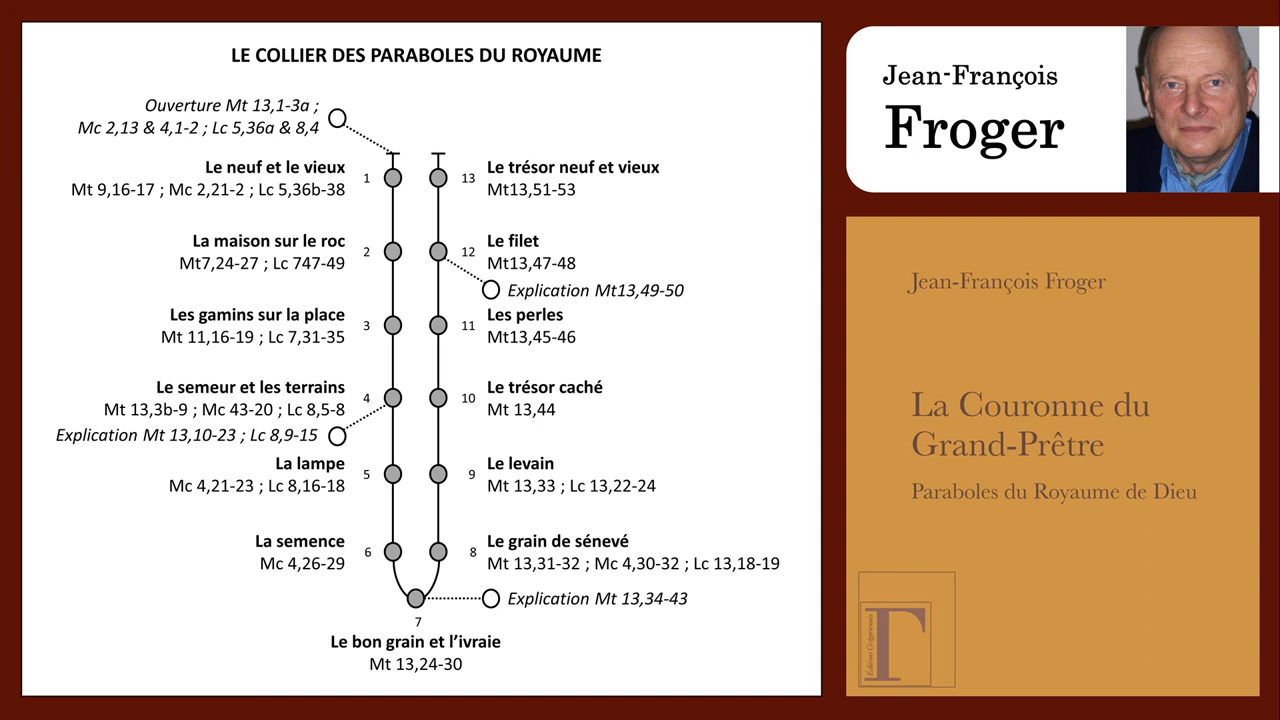 LE COLLIER DES PARABOLES DU ROYAUME
Ouverture Mt 13,1-3a ;
Mc 2,13 & 4,1-2 ; Lc 5,36a & 8,4
Le neuf et le vieux
Mt 9,16-17 ; Mc 2,21-2 ; Lc 5,36b-38
1
La maison sur le roc
Mt7,24-27 ; Lc 747-49
2
Les gamins sur la place
Mt 11,16-19 ; Lc 7,31-35
3
Le semeur et les terrains
Mt 13,3b-9 ; Mc 43-20 ; Lc 8,5-8
4
Explication Mt 13,10-23 ; Lc 8,9-15
La lampe
Mc 4,21-23 ; Lc 8,16-18
5
La semence
Mc 4,26-29
6
7
Le bon grain et l’ivraie
Mt 13,24-30
Explication Mt 13,34-43
8
Le grain de sénevé
Mt 13,31-32 ; Mc 4,30-32 ; Lc 13,18-19
9
Le levain
Mt 13,33 ; Lc 13,22-24
10
Le trésor caché
Mt 13,44
11
Les perles
Mt13,45-46
12
Le filet
Mt13,47-48
Explication Mt13,49-50
13
Le trésor neuf et vieux
Mt13,51-53
Jean-François
Froger
Jean-François Froger
La Couronne du
Grand-Prêtre
Paraboles du Royaume de Dieu
Γ